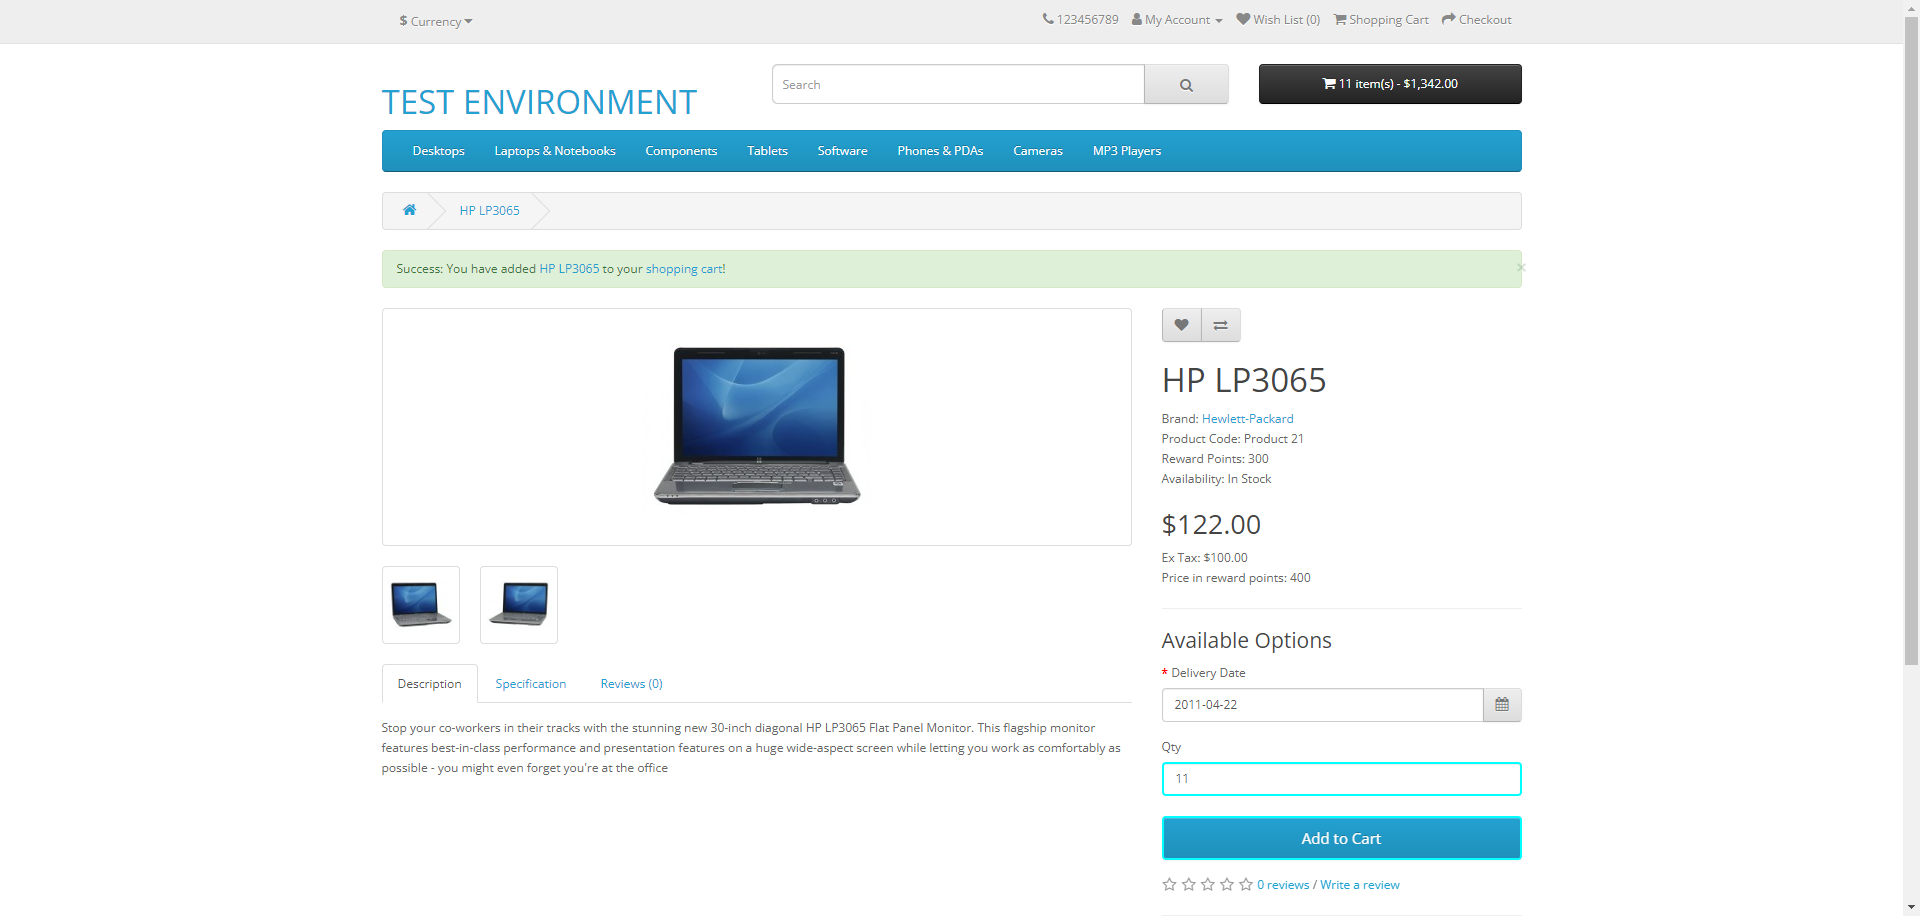 $ Currency
123456789 My Account Wish List (0) Shopping Cart Checkout
TEST ENVIRONMENT
Search
11 item(s) - $1,342.00
Desktops Laptops & Notebooks Components Tablets Software Phones & PDAs Cameras MP3 Players
HP LP3065
Success: You have added HP LP3065 to your shopping cart!
×
HP LP3065
Brand: Hewlett-Packard
Product Code: Product 21
Reward Points: 300
Availability: In Stock
$122.00
Ex Tax: $100.00
Price in reward points: 400
Available Options
* Delivery Date
2011-04-22
Qty
11
Add to Cart
0 reviews / Write a review
Description Specification Reviews (0)
Stop your co-workers in their tracks with the stunning new 30-inch diagonal HP LP3065 Flat Panel Monitor. This flagship monitor
features best-in-class performance and presentation features on a huge wide-aspect screen while letting you work as comfortably as
possible - you might even forget you're at the office